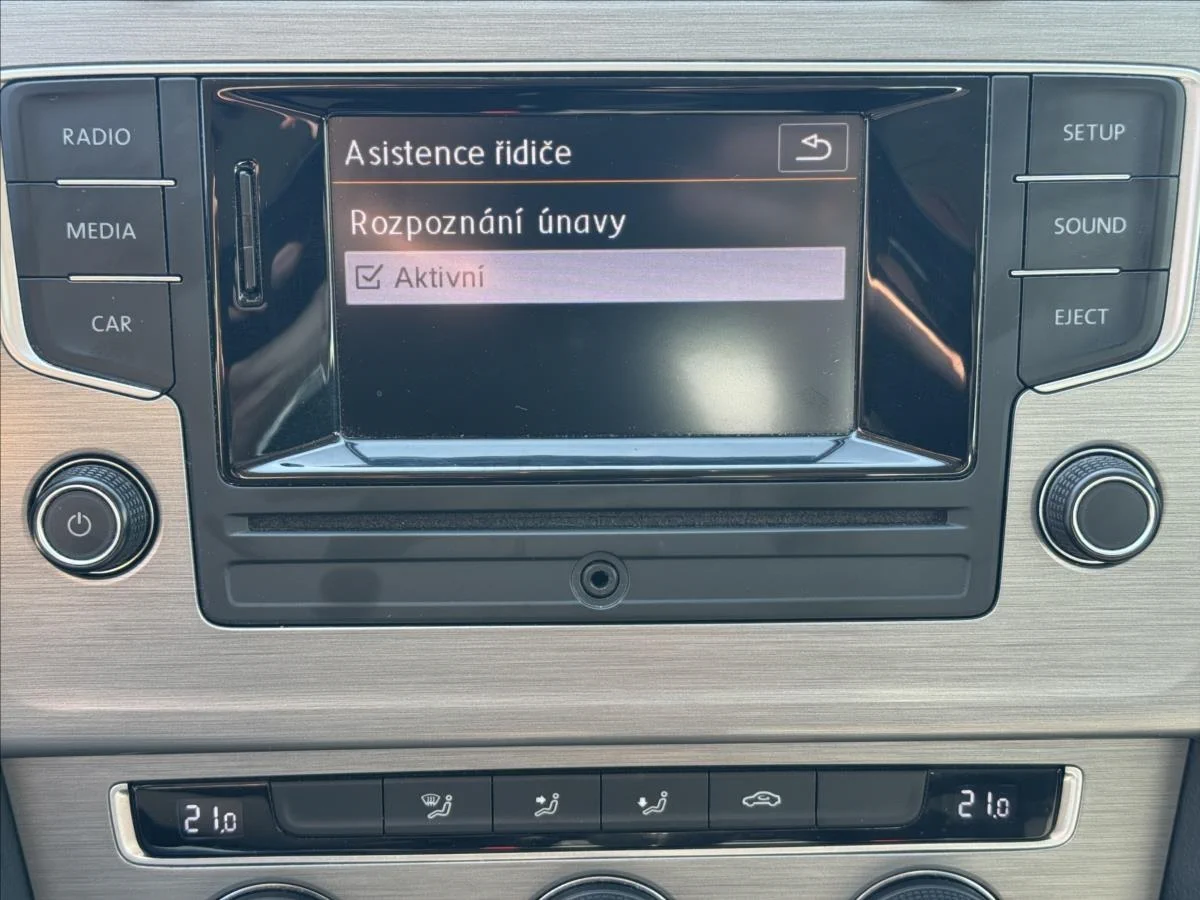 RADIO
MEDIA
CAR
Asistence řidiče
Rozpoznání únavy
Aktivní
SETUP
SOUND
EJECT
21.0
21.0